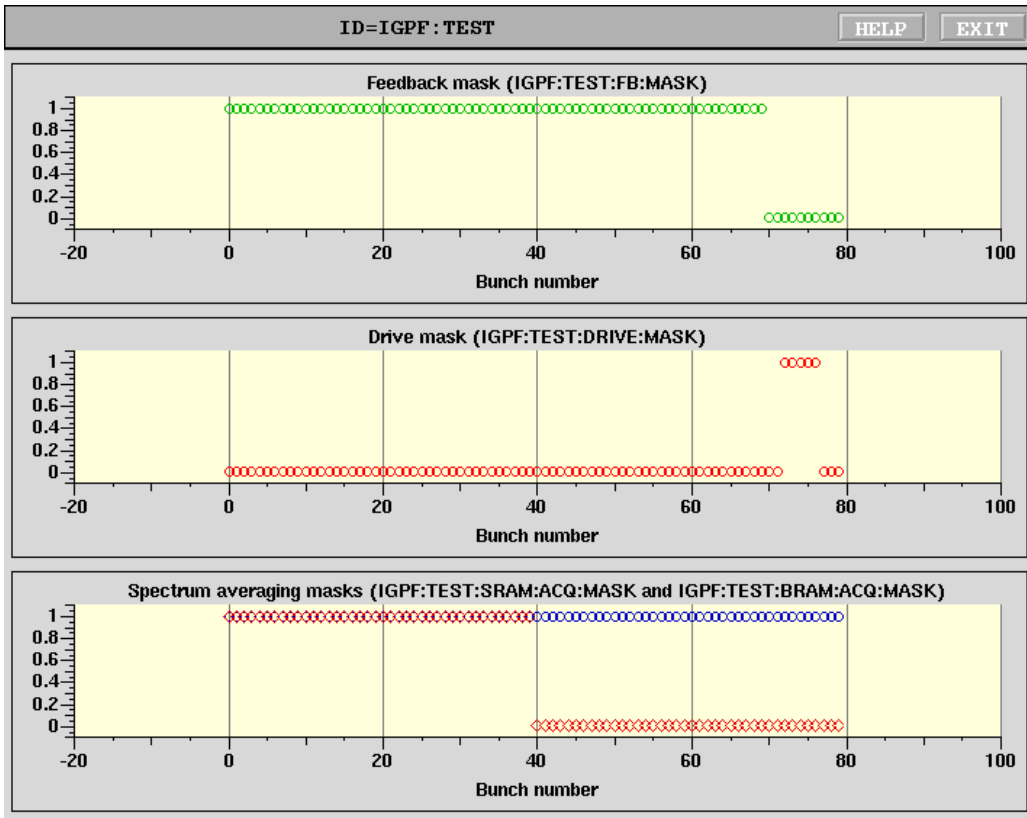 ID=IGPF:TEST HELP EXIT
Feedback mask (IGPF:TEST:FB:MASK)
1
0.8
0.6
0.4
0.2
0
-20 0 20 40 60 80 100
Bunch number
Drive mask (IGPF:TEST:DRIVE:MASK)
1
0.8
0.6
0.4
0.2
0
-20 0 20 40 60 80 100
Bunch number
Spectrum averaging masks (IGPF:TEST:SRAM:ACQ:MASK and IGPF:TEST:BRAM:ACQ:MASK)
1
0.8
0.6
0.4
0.2
0
-20 0 20 40 60 80 100
Bunch number